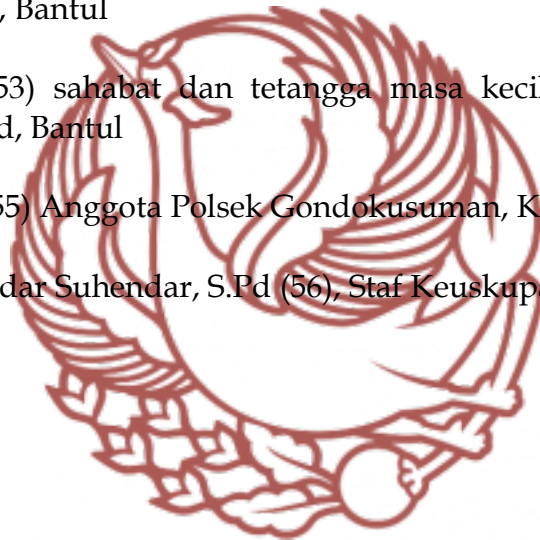 , Bantul
53) sahabat dan tetangga masa kecil
d, Bantul
55) Anggota Polsek Gondokusuman, K
dar Suhendar, S.Pd (56), Staf Keuskup